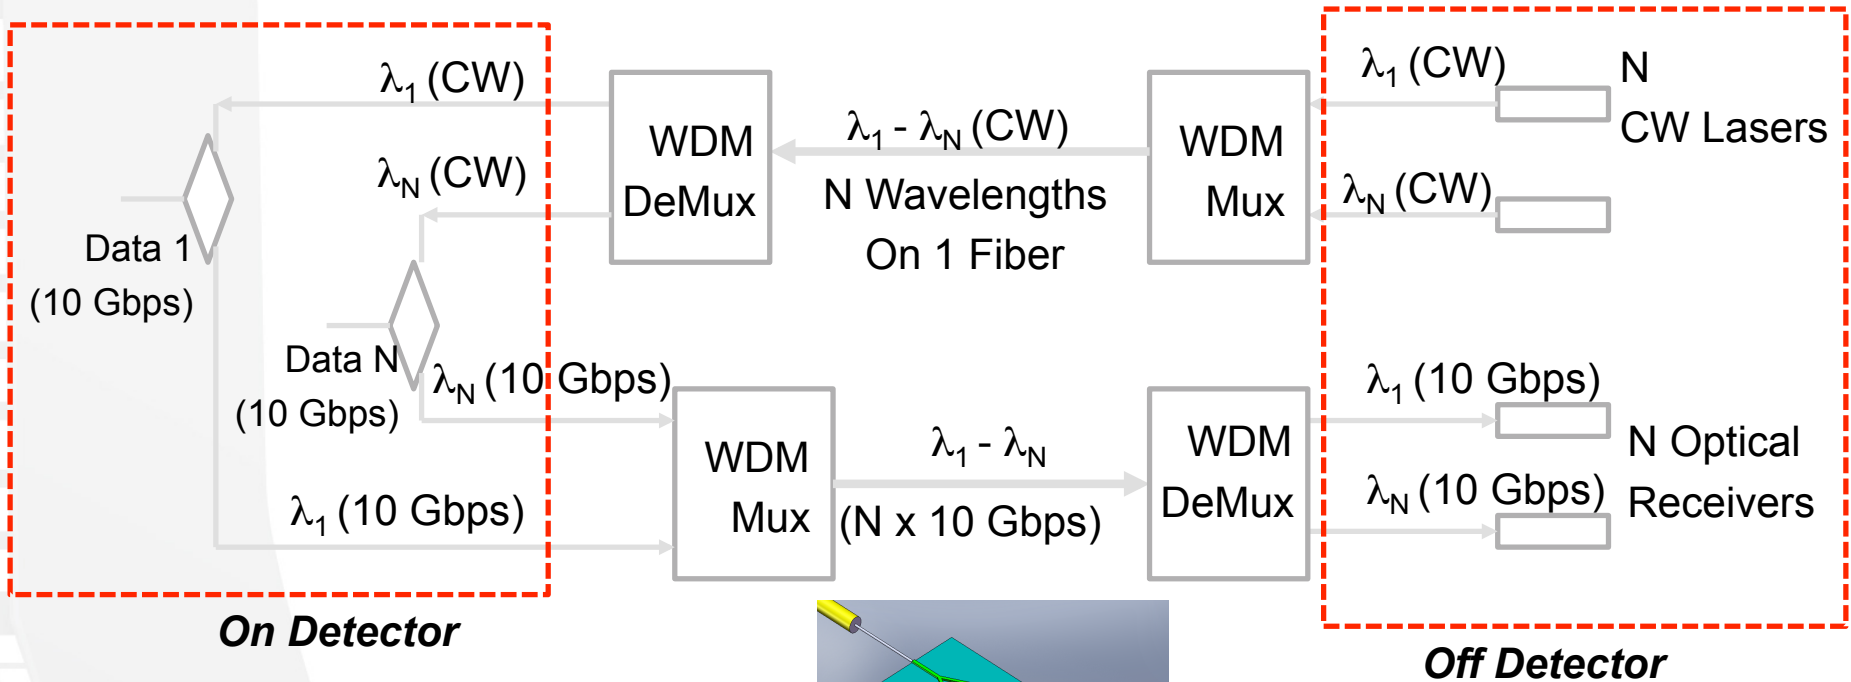 λ1 (CW)
λN (CW)
Data 1
(10 Gbps)
Data N
(10 Gbps)
λN (10 Gbps)
λ1 (10 Gbps)
On Detector
WDM
DeMux
λ1 - λN (CW)
N Wavelengths
On 1 Fiber
WDM
Mux
WDM
Mux
λ1 - λN
(N x 10 Gbps)
WDM
DeMux
λ1 (CW)
λN (CW)
N
CW Lasers
λ1 (10 Gbps)
λN (10 Gbps)
N Optical
Receivers
Off Detector